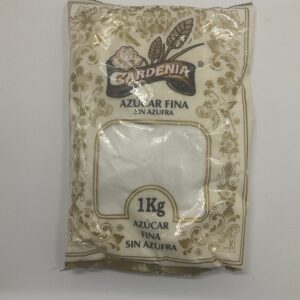 GARDENIA ®
AZÚCAR FINA
SIN AZUFRA
1Kg
AZÚCAR
FINA
SIN AZUFRA